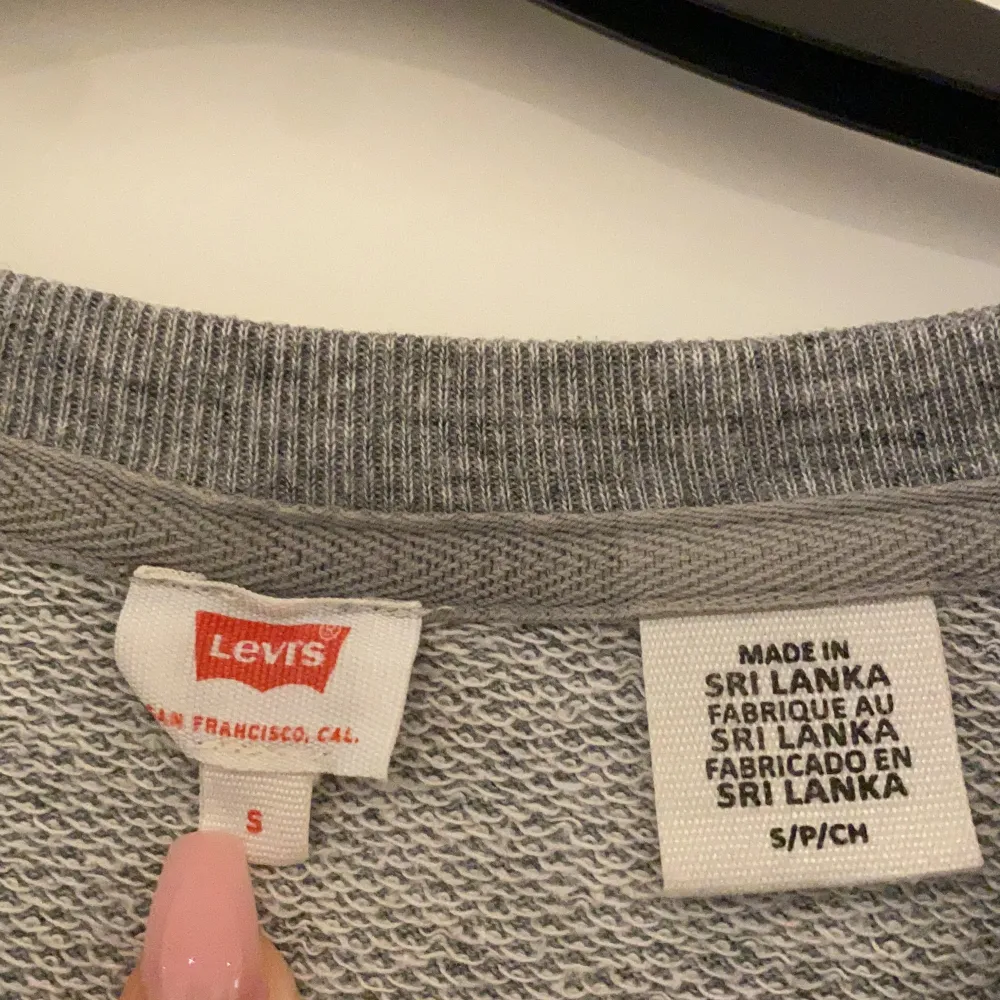 Levi's®
SAN FRANCISCO, CAL.
S
MADE IN
SRI LANKA
FABRIQUE AU
SRI LANKA
FABRICADO EN
SRI LANKA
S/P/CH